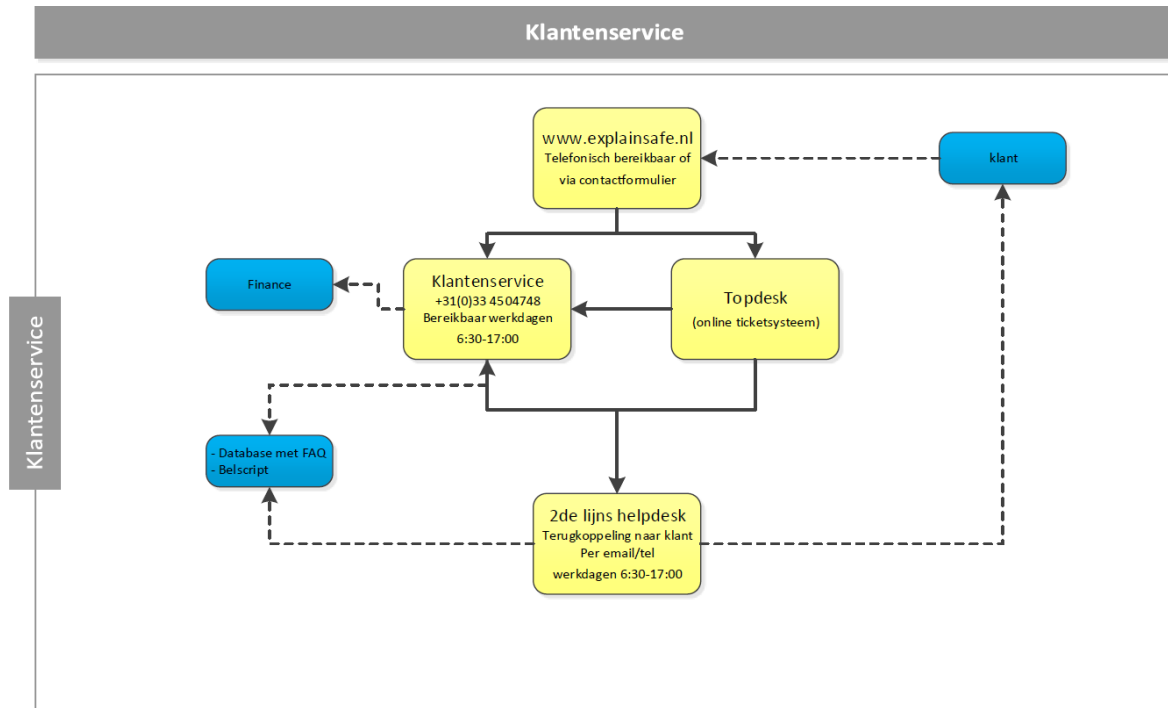 Klantenservice
www.explainsafe.nl
Telefonisch bereikbaar of
via contactformulier
klant
Finance
Klantenservice
+31(0)33 4504748
Bereikbaar werkdagen
6:30-17:00
Topdesk
(online ticketsysteem)
Klantenservice
- Database met FAQ
- Belscript
2de lijns helpdesk
Terugkoppeling naar klant
Per email/tel
werkdagen 6:30-17:00